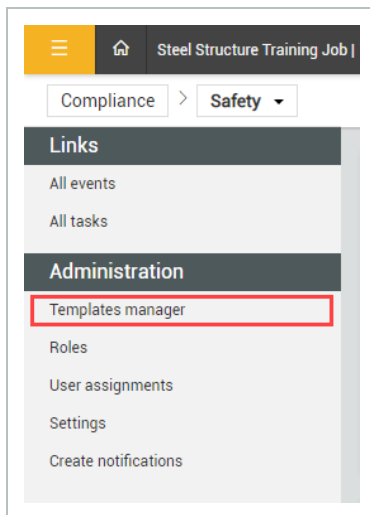 Steel Structure Training Job |
Compliance > Safety
Links
All events
All tasks
Administration
Templates manager
Roles
User assignments
Settings
Create notifications